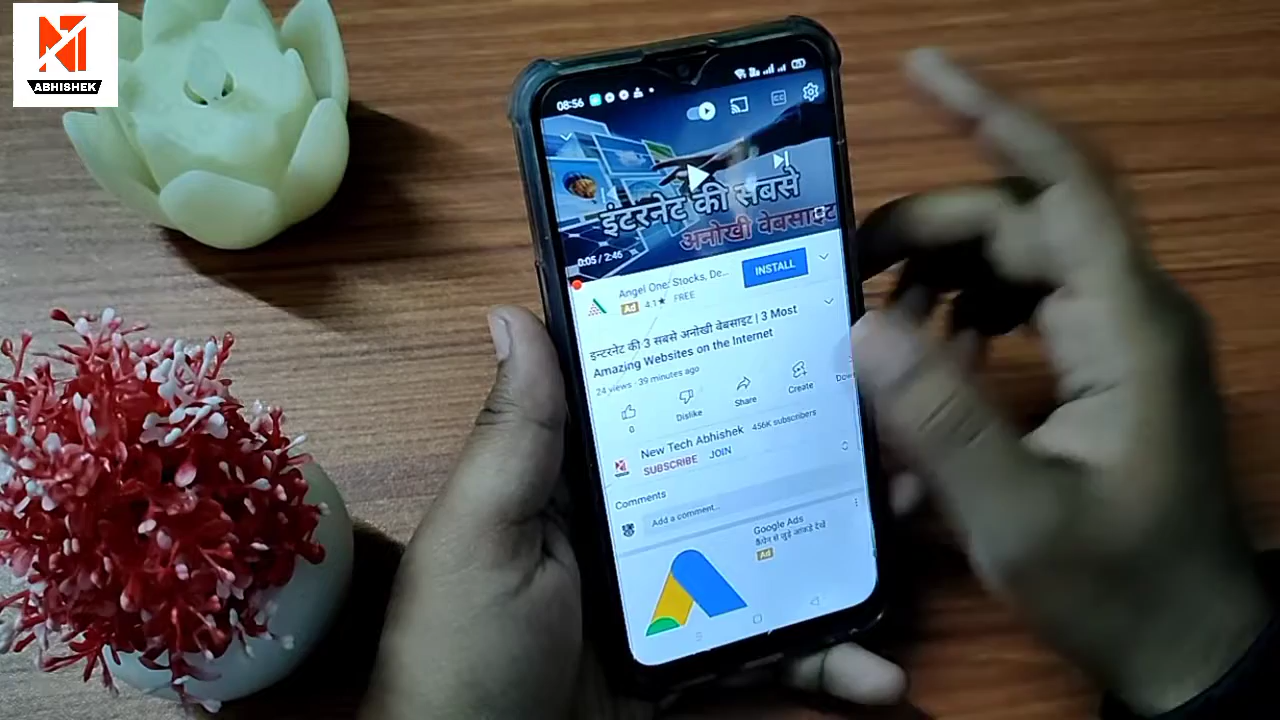 ABHISHEK
08:56
CC
इंटरनेट की सबसे
अनोखी वेबसाइट
0:05 / 2:46
Angel One: Stocks, De...
Ad 4.1★ FREE
INSTALL
इन्टरनेट की 3 सबसे अनोखी वेबसाइट | 3 Most
Amazing Websites on the Internet
24 views · 39 minutes ago
0
Dislike
Share
Create
Dow
New Tech Abhishek 456K subscribers
SUBSCRIBE JOIN
Comments
Add a comment...
Google Ads
कैंपेन से जुड़े आंकड़े देखें
Ad